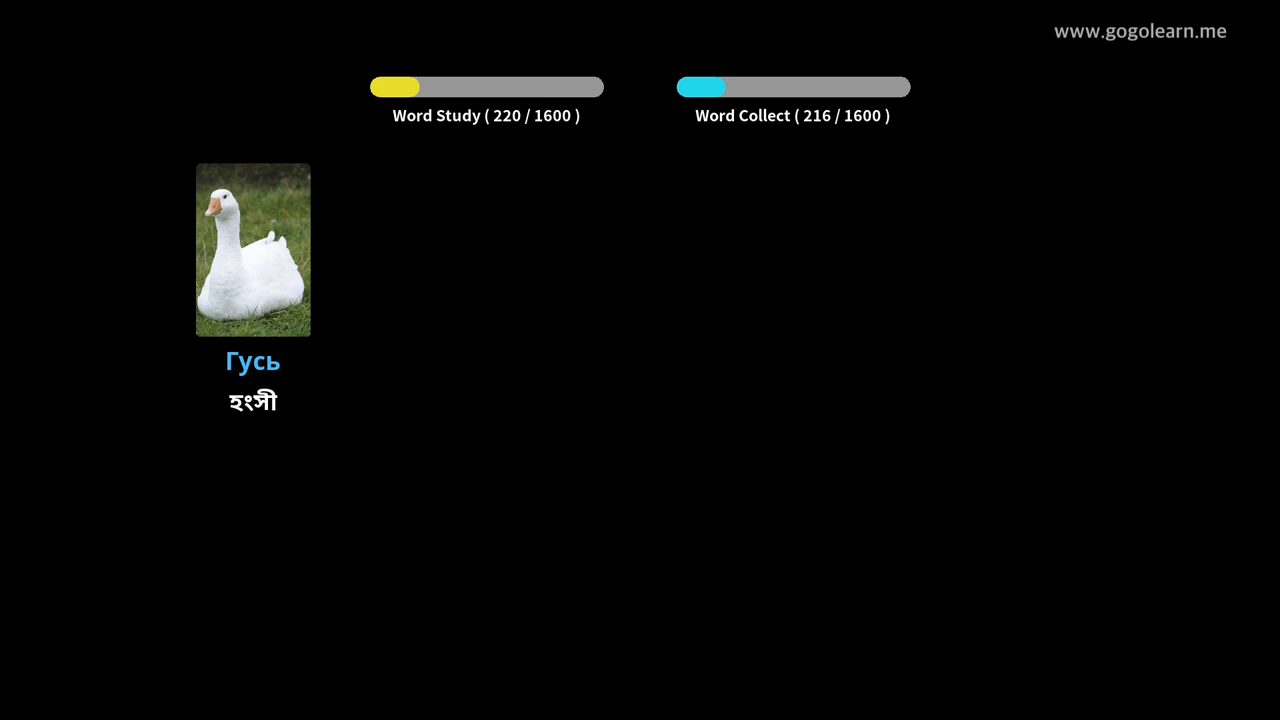 www.gogolearn.me
Word Study ( 220 / 1600 )
Word Collect ( 216 / 1600 )
Гусь
হংসী